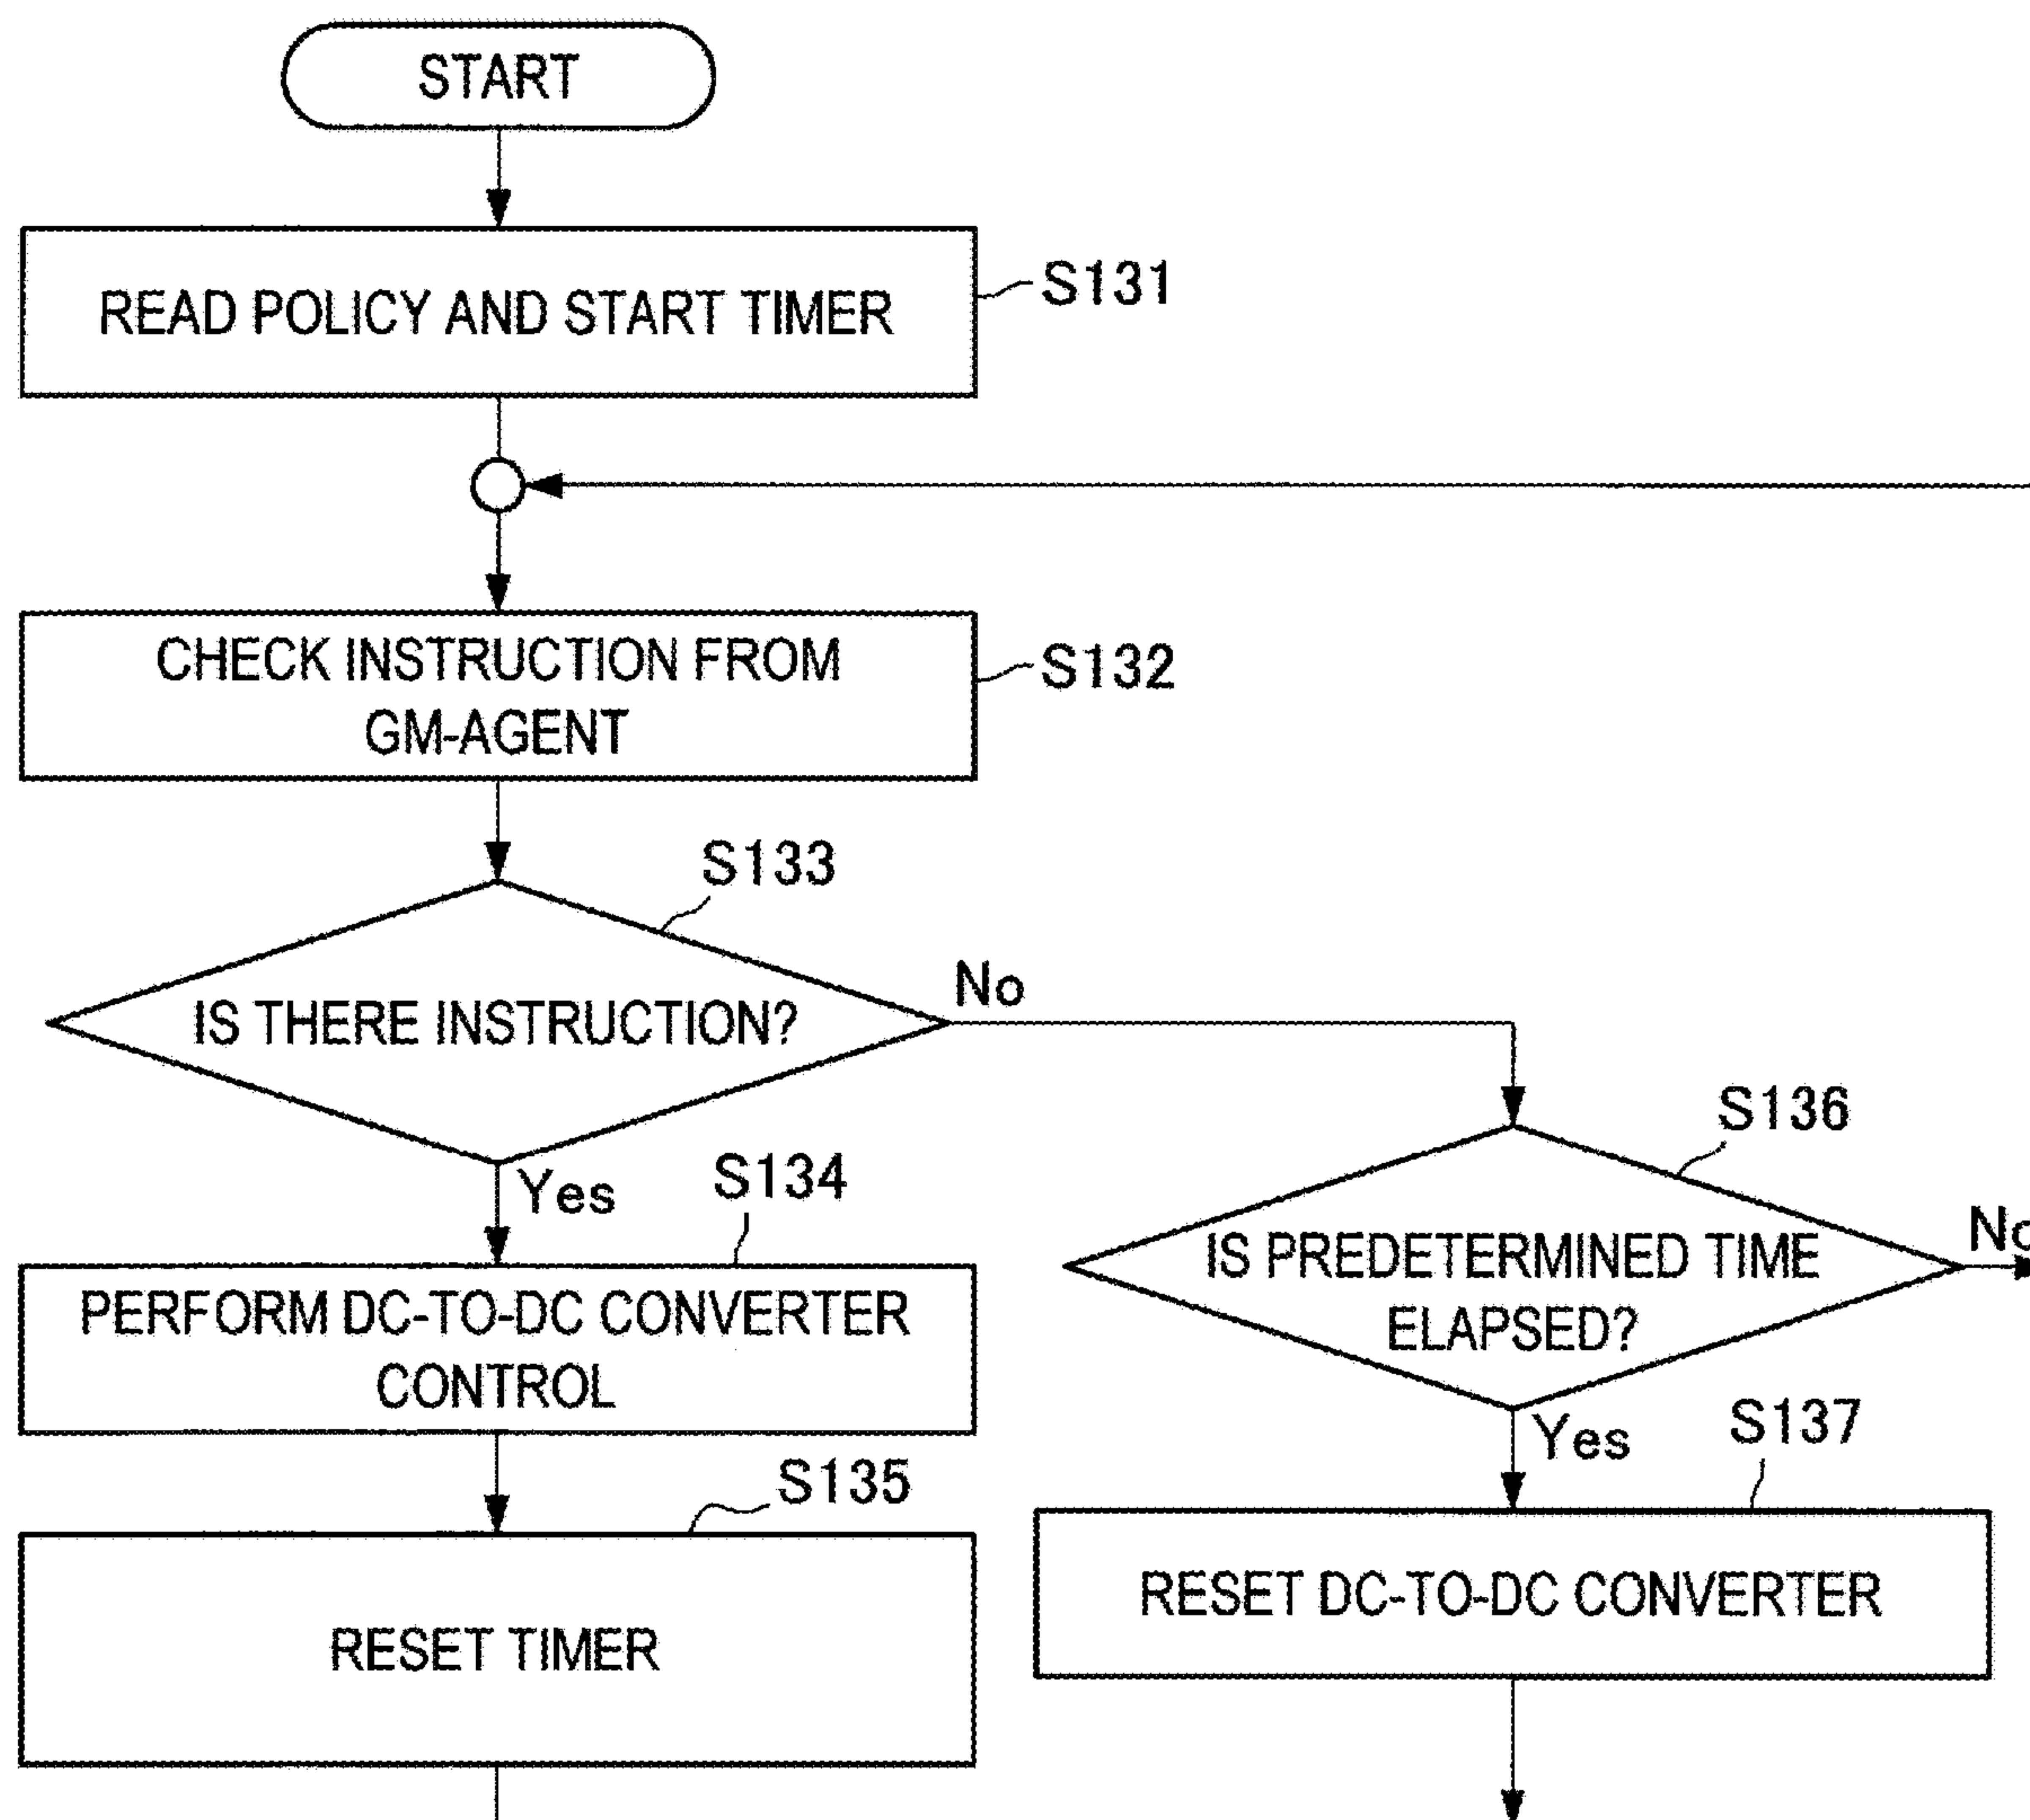 START
READ POLICY AND START TIMER
S131
CHECK INSTRUCTION FROM
GM-AGENT
S132
S133
IS THERE INSTRUCTION?
No
Yes
S134
PERFORM DC-TO-DC CONVERTER
CONTROL
S135
RESET TIMER
S136
IS PREDETERMINED TIME
ELAPSED?
No
Yes
S137
RESET DC-TO-DC CONVERTER